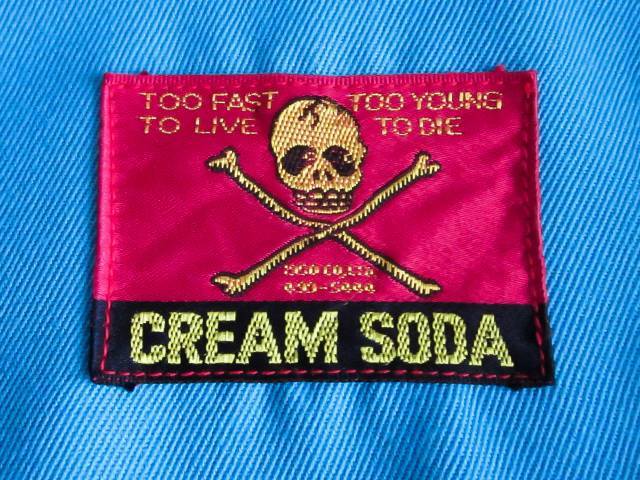 TOO FAST TOO YOUNG
TO LIVE TO DIE
CREAM SODA